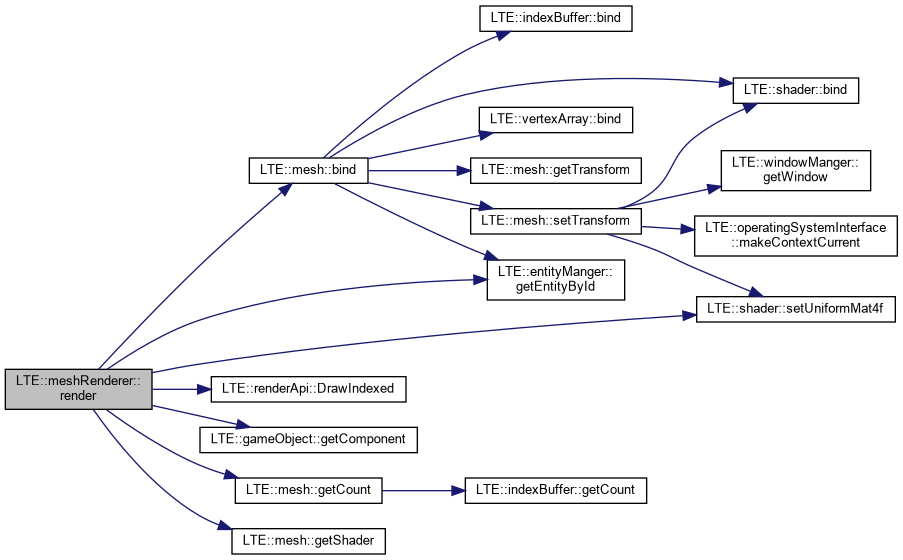 LTE::indexBuffer::bind
LTE::shader::bind
LTE::vertexArray::bind
LTE::mesh::bind
LTE::mesh::getTransform
LTE::windowManger::
getWindow
LTE::mesh::setTransform
LTE::operatingSystemInterface
::makeContextCurrent
LTE::entityManger::
getEntityById
LTE::shader::setUniformMat4f
LTE::meshRenderer::
render
LTE::renderApi::DrawIndexed
LTE::gameObject::getComponent
LTE::mesh::getCount
LTE::indexBuffer::getCount
LTE::mesh::getShader